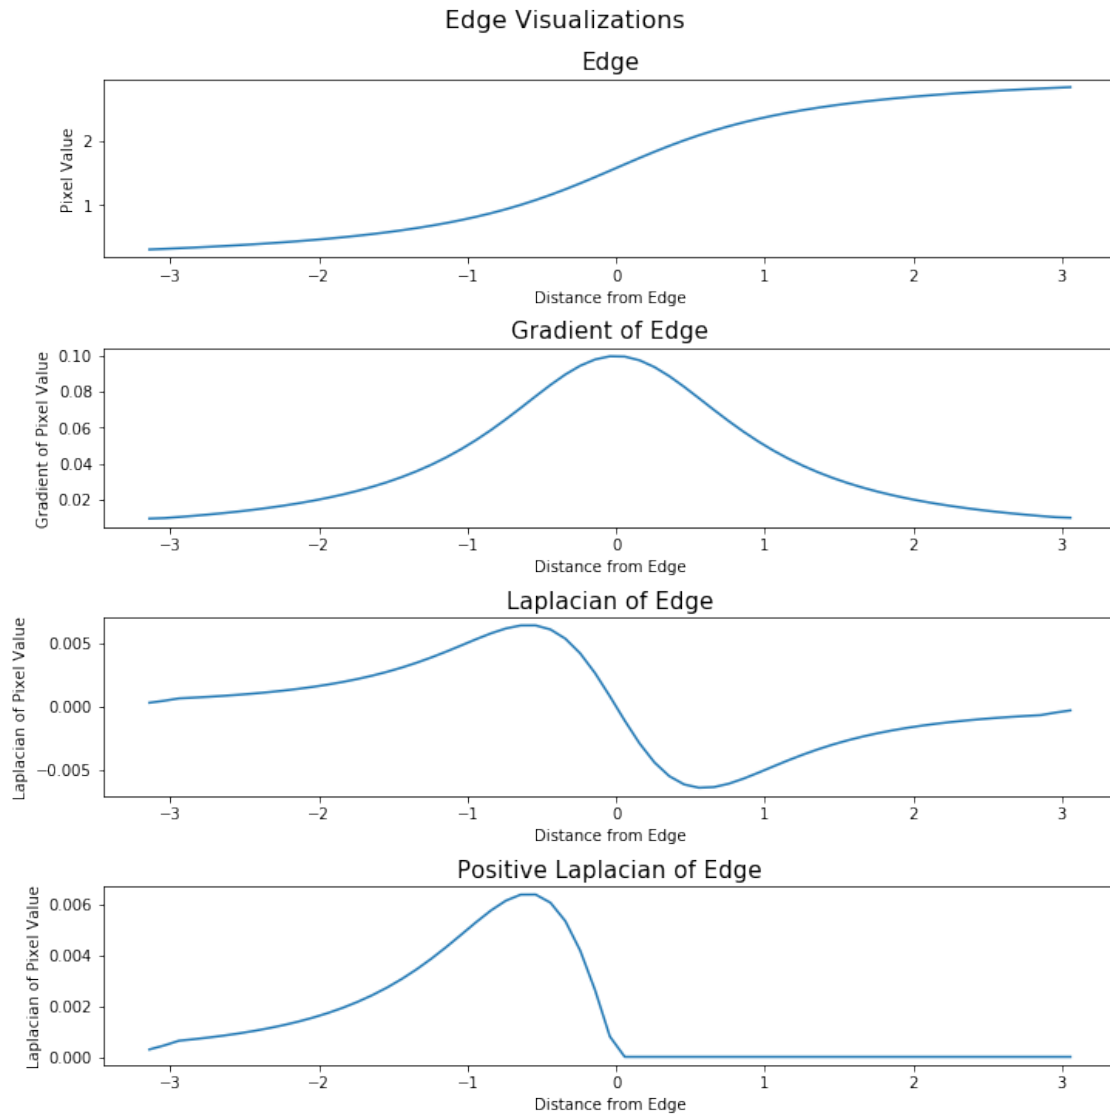 Edge Visualizations
Edge
Pixel Value
2
1
−3 −2 −1 0 1 2 3
Distance from Edge
Gradient of Edge
Gradient of Pixel Value
0.10
0.08
0.06
0.04
0.02
−3 −2 −1 0 1 2 3
Distance from Edge
Laplacian of Edge
Laplacian of Pixel Value
0.005
0.000
−0.005
−3 −2 −1 0 1 2 3
Distance from Edge
Positive Laplacian of Edge
Laplacian of Pixel Value
0.006
0.004
0.002
0.000
−3 −2 −1 0 1 2 3
Distance from Edge